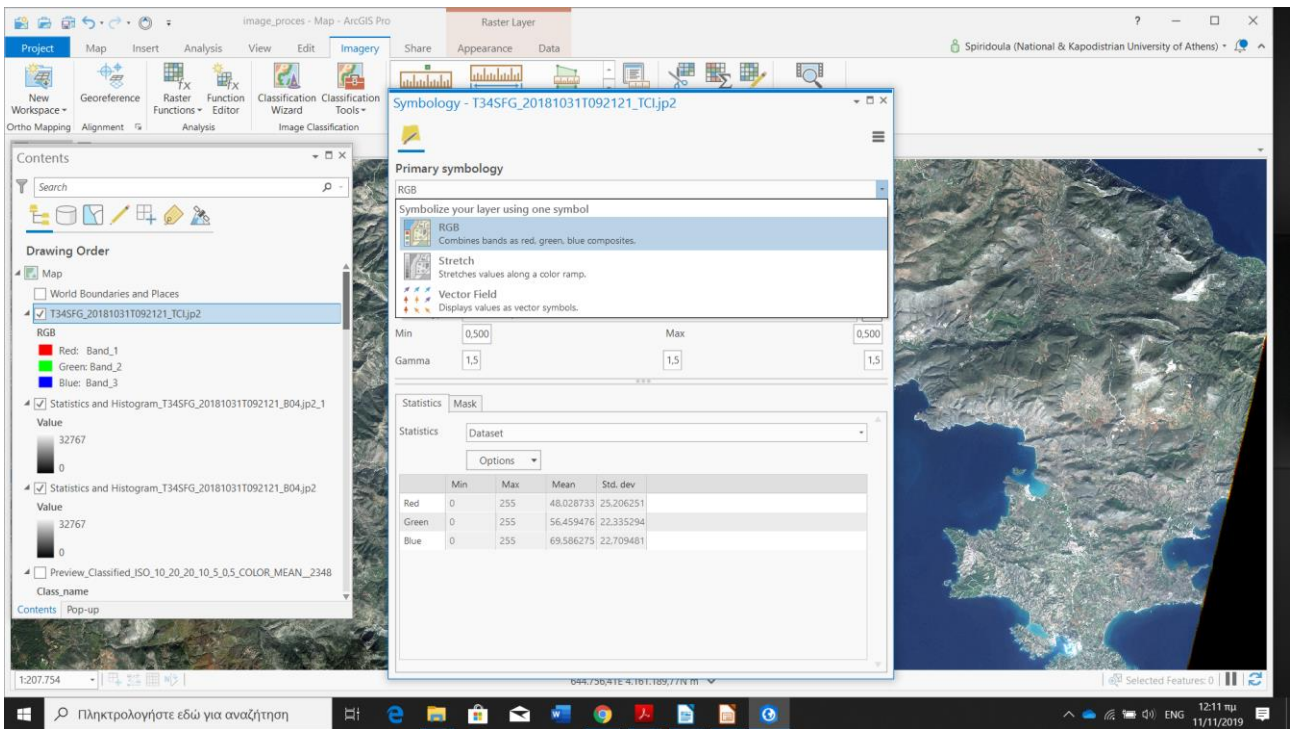 image_proces - Map - ArcGIS Pro
Raster Layer
?
Project Map Insert Analysis View Edit Imagery Share Appearance Data
Spiridoula (National & Kapodistrian University of Athens)
New Workspace
Georeference
Raster Functions
Function Editor
Classification Wizard
Classification Tools
Ortho Mapping Alignment Analysis Image Classification
Contents
Search
Drawing Order
Map
World Boundaries and Places
T34SFG_20181031T092121_TCI.jp2
RGB
Red: Band_1
Green: Band_2
Blue: Band_3
Statistics and Histogram_T34SFG_20181031T092121_B04.jp2_1
Value
32767
0
Statistics and Histogram_T34SFG_20181031T092121_B04.jp2
Value
32767
0
Preview_Classified_ISO_10_20_20_10_5_0,5_COLOR_MEAN__2348
Class_name
Contents Pop-up
Symbology - T34SFG_20181031T092121_TCI.jp2
Primary symbology
RGB
Symbolize your layer using one symbol
RGB
Combines bands as red, green, blue composites.
Stretch
Stretches values along a color ramp.
Vector Field
Displays values as vector symbols.
Min 0,500 Max 0,500
Gamma 1,5 1,5 1,5
Statistics Mask
Statistics Dataset
Options
Min Max Mean Std. dev
Red 0 255 48,028733 25,206251
Green 0 255 56,459476 22,335294
Blue 0 255 69,586275 22,709481
1:207.754
644.756,41E 4.161.189,77N m
Selected Features: 0
Πληκτρολογήστε εδώ για αναζήτηση
ENG
12:11 πμ
11/11/2019